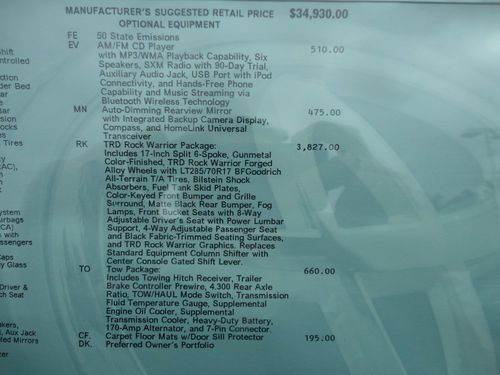 MANUFACTURER'S SUGGESTED RETAIL PRICE $34,930.00
OPTIONAL EQUIPMENT
FE 50 State Emissions
EV AM/FM CD Player 510.00
with MP3/WMA Playback Capability, Six
Speakers, SXM Radio with 90-Day Trial,
Auxiliary Audio Jack, USB Port with iPod
Connectivity, and Hands-Free Phone
Capability and Music Streaming via
Bluetooth Wireless Technology
MN Auto-Dimming Rearview Mirror 475.00
with Integrated Backup Camera Display,
Compass, and HomeLink Universal
Transceiver
RK TRD Rock Warrior Package: 3,827.00
Includes 17-Inch Split 6-Spoke, Gunmetal
Color-Finished, TRD Rock Warrior Forged
Alloy Wheels with LT285/70R17 BFGoodrich
All-Terrain T/A Tires, Bilstein Shock
Absorbers, Fuel Tank Skid Plates,
Color-Keyed Front Bumper and Grille
Surround, Matte Black Rear Bumper, Fog
Lamps, Front Bucket Seats with 8-Way
Adjustable Driver's Seat with Power Lumbar
Support, 4-Way Adjustable Passenger Seat
and Black Fabric-Trimmed Seating Surfaces,
and TRD Rock Warrior Graphics. Replaces
Standard Equipment Column Shifter with
Center Console Gated Shift Lever.
TO Tow Package: 660.00
Includes Towing Hitch Receiver, Trailer
Brake Controller Prewire, 4.300 Rear Axle
Ratio, TOW/HAUL Mode Switch, Transmission
Fluid Temperature Gauge, Supplemental
Engine Oil Cooler, Supplemental
Transmission Cooler, Heavy-Duty Battery,
170-Amp Alternator, and 7-Pin Connector.
CF. Carpet Floor Mats w/Door Sill Protector 195.00
DK. Preferred Owner's Portfolio